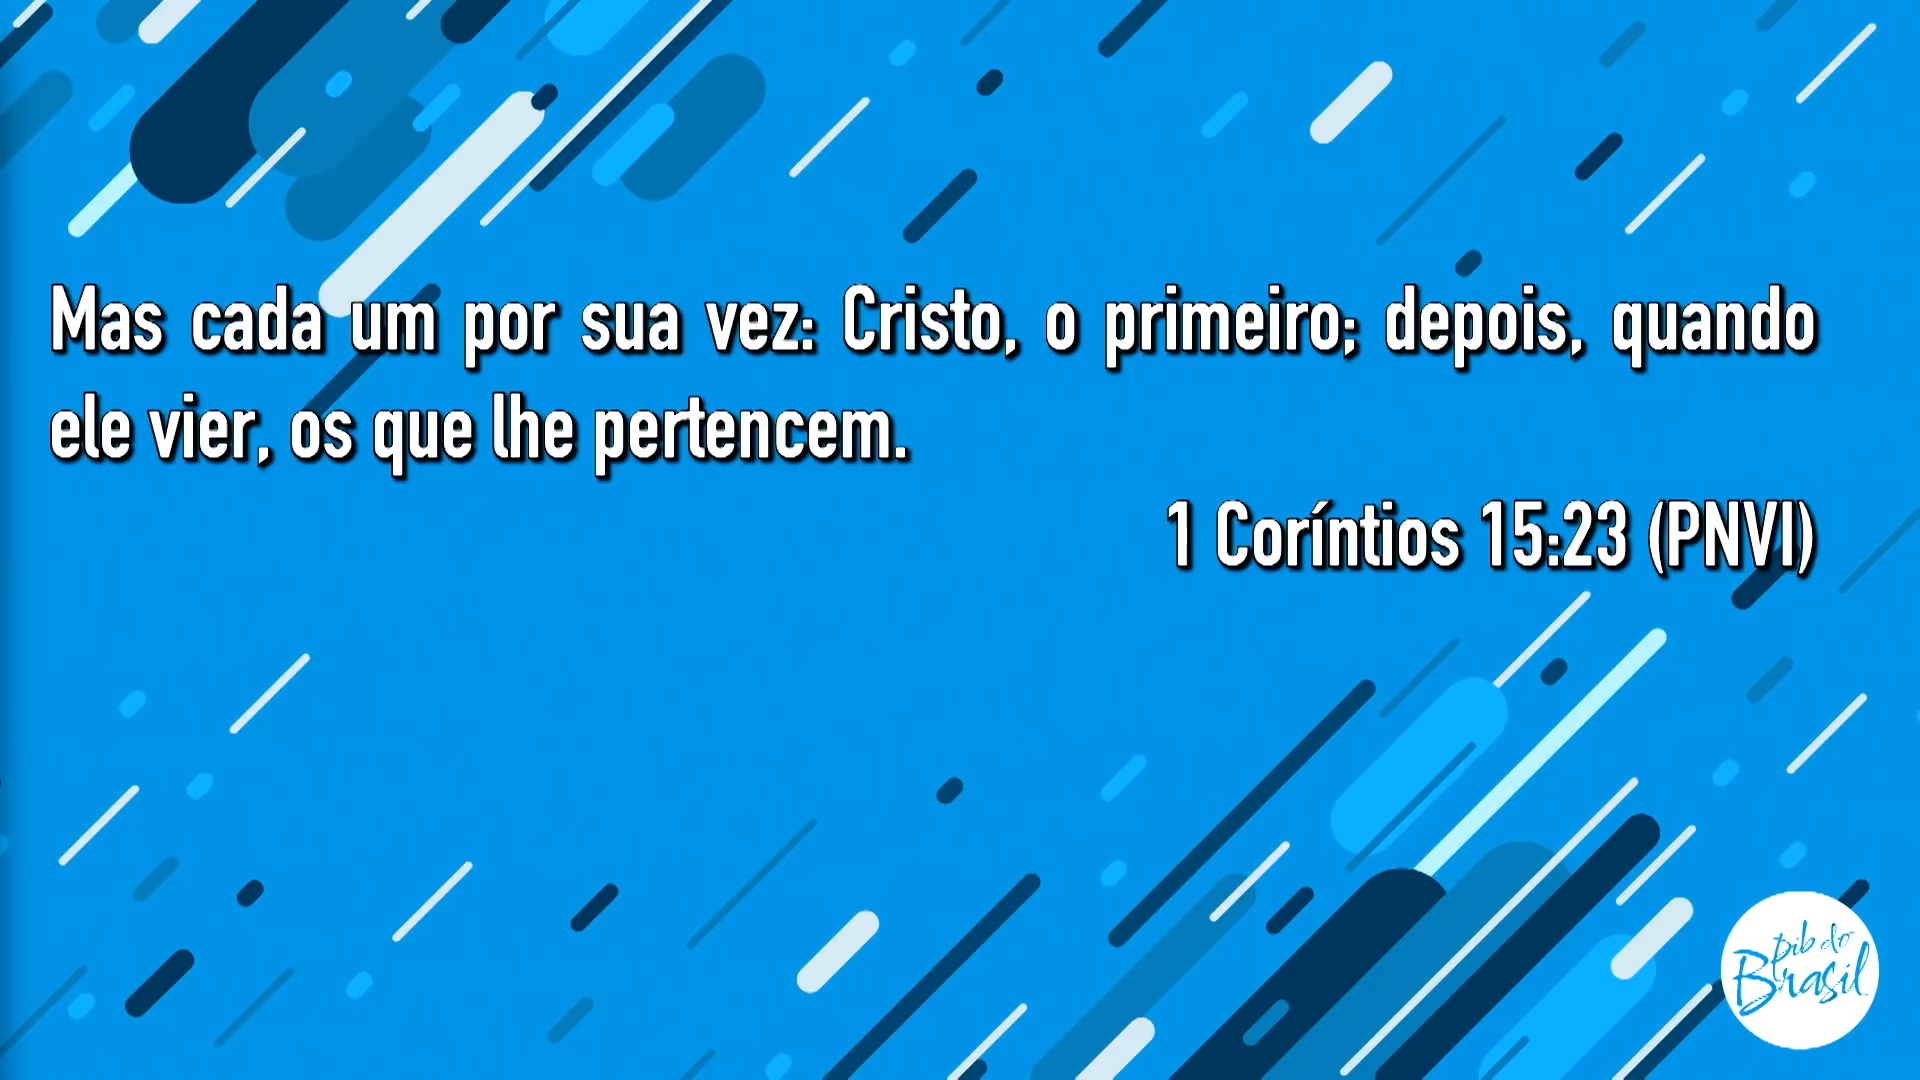 Mas cada um por sua vez: Cristo, o primeiro; depois, quando
ele vier, os que lhe pertencem.
1 Coríntios 15:23 (PNVI)
pib do
Brasil